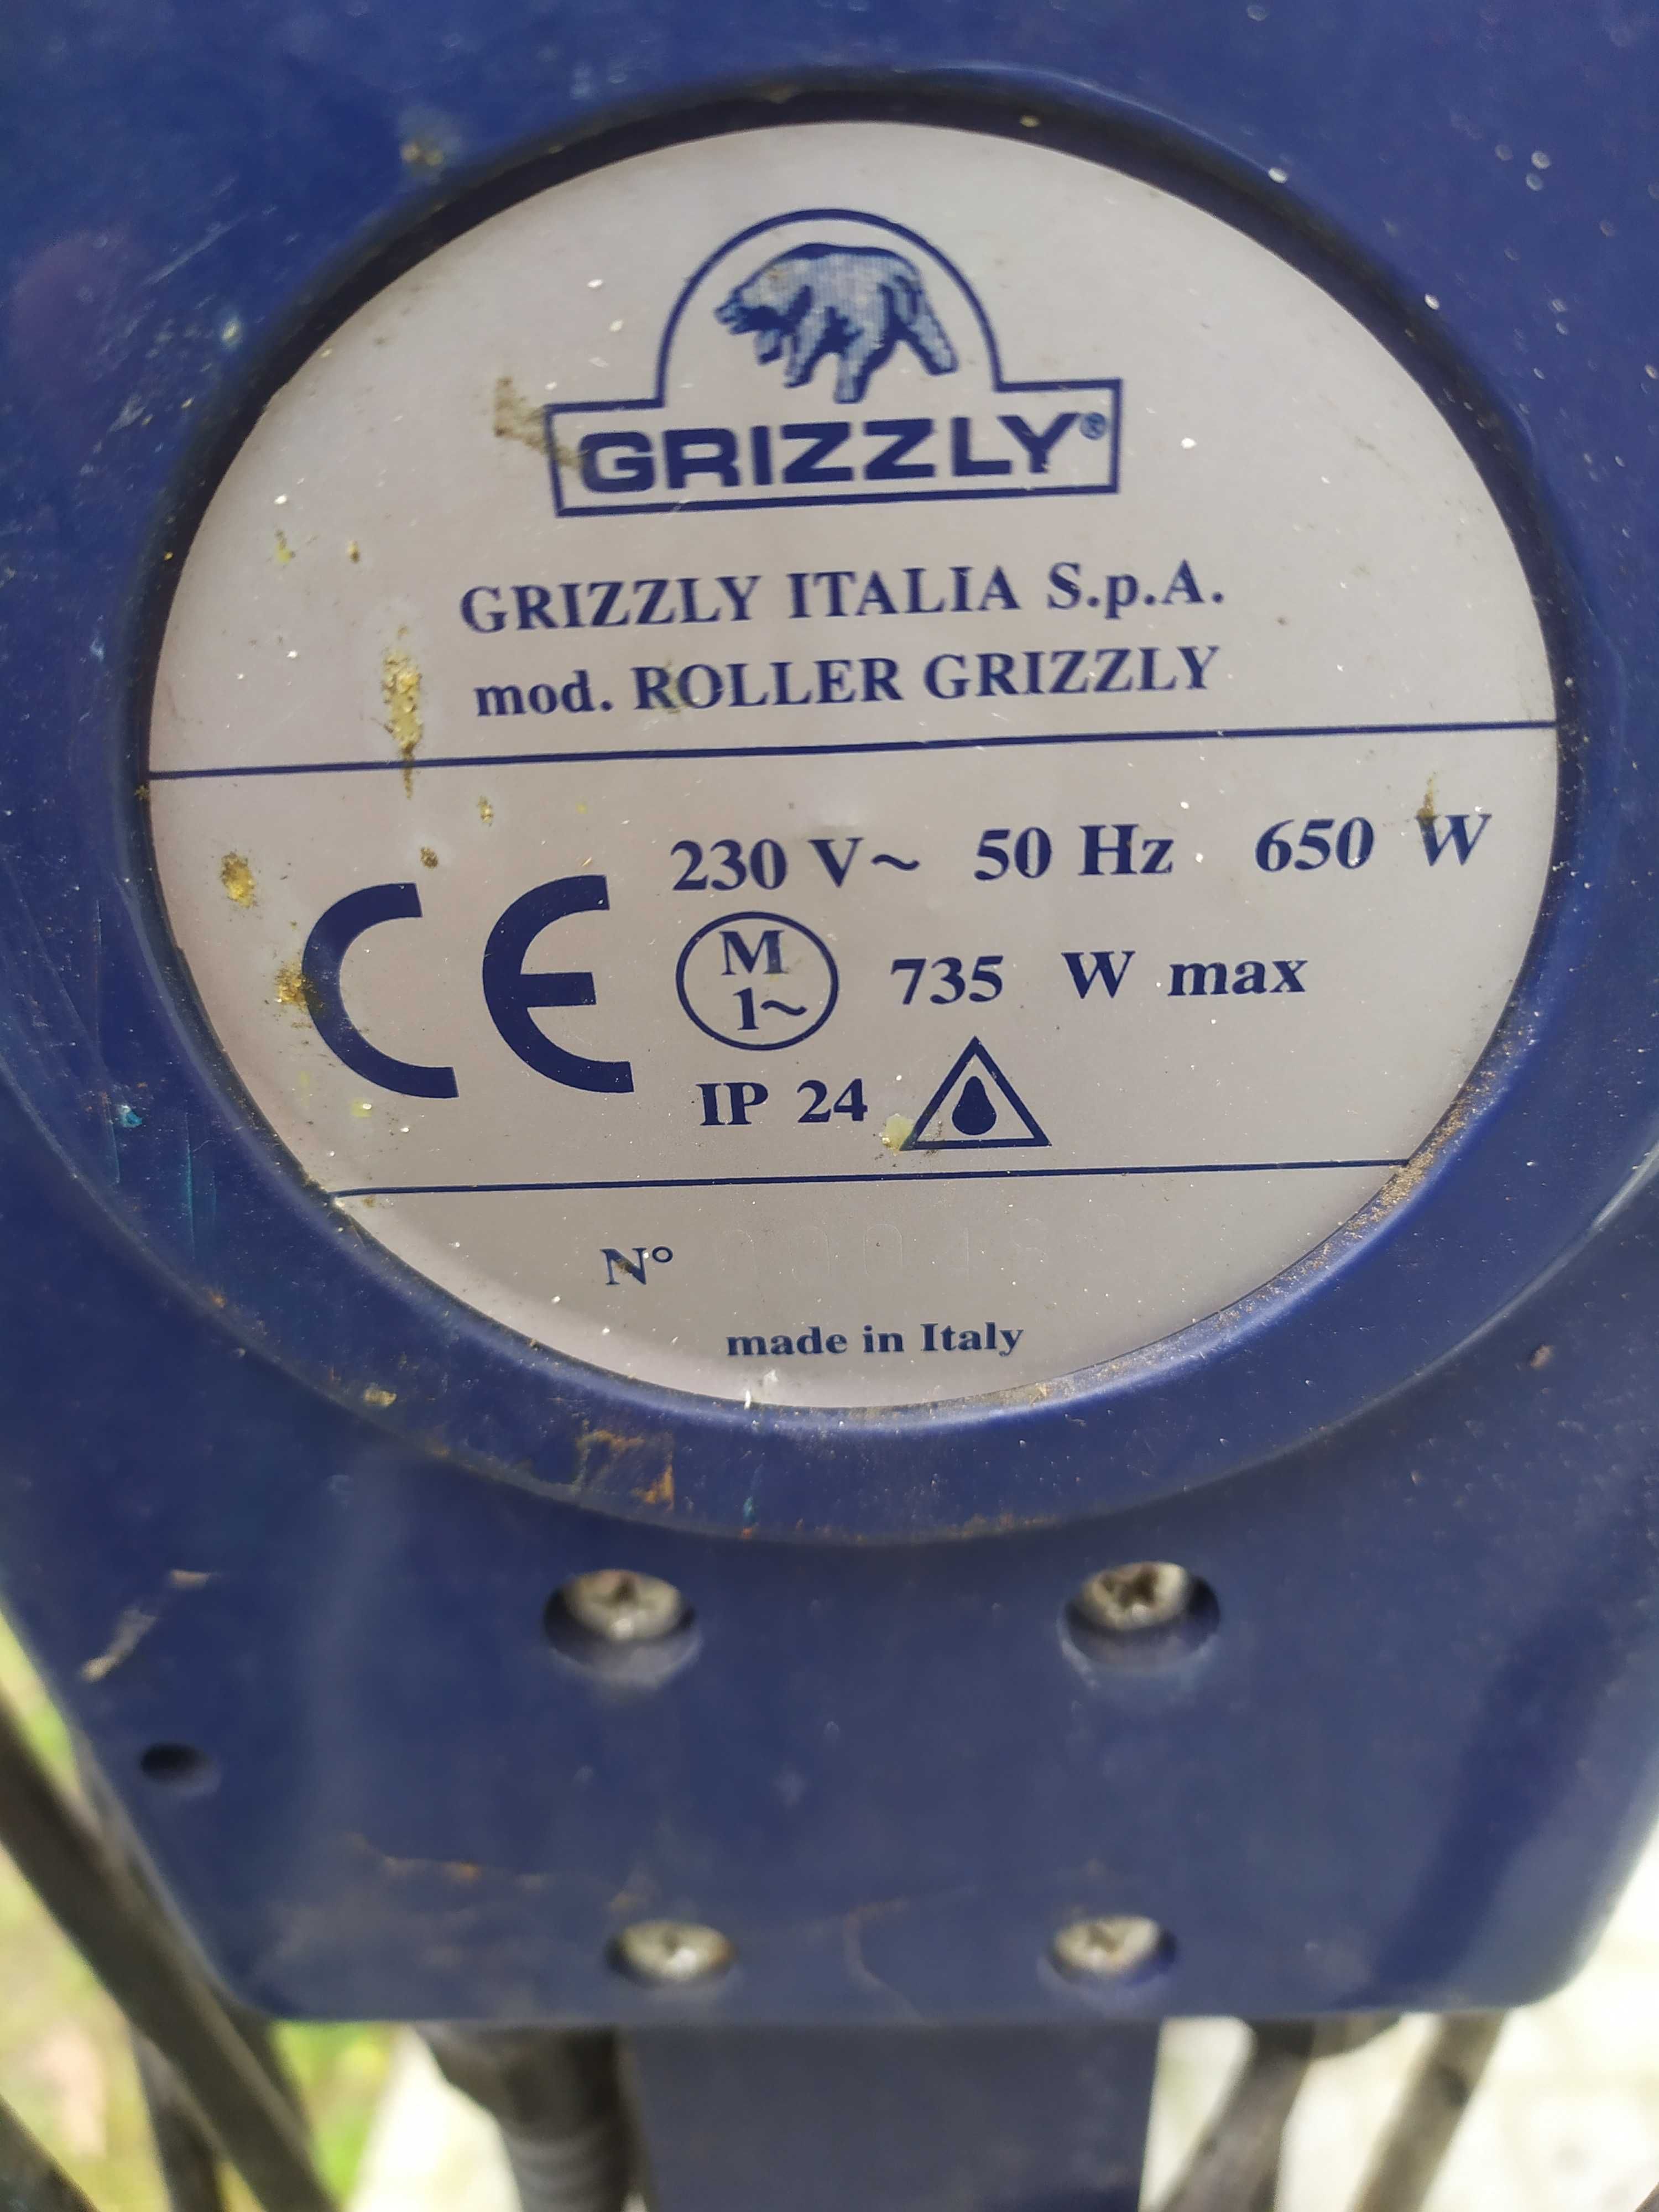 GRIZZLY®
GRIZZLY ITALIA S.p.A.
mod. ROLLER GRIZZLY
230 V~ 50 Hz 650 W
CE
M
1~
735 W max
IP 24
N°
made in Italy